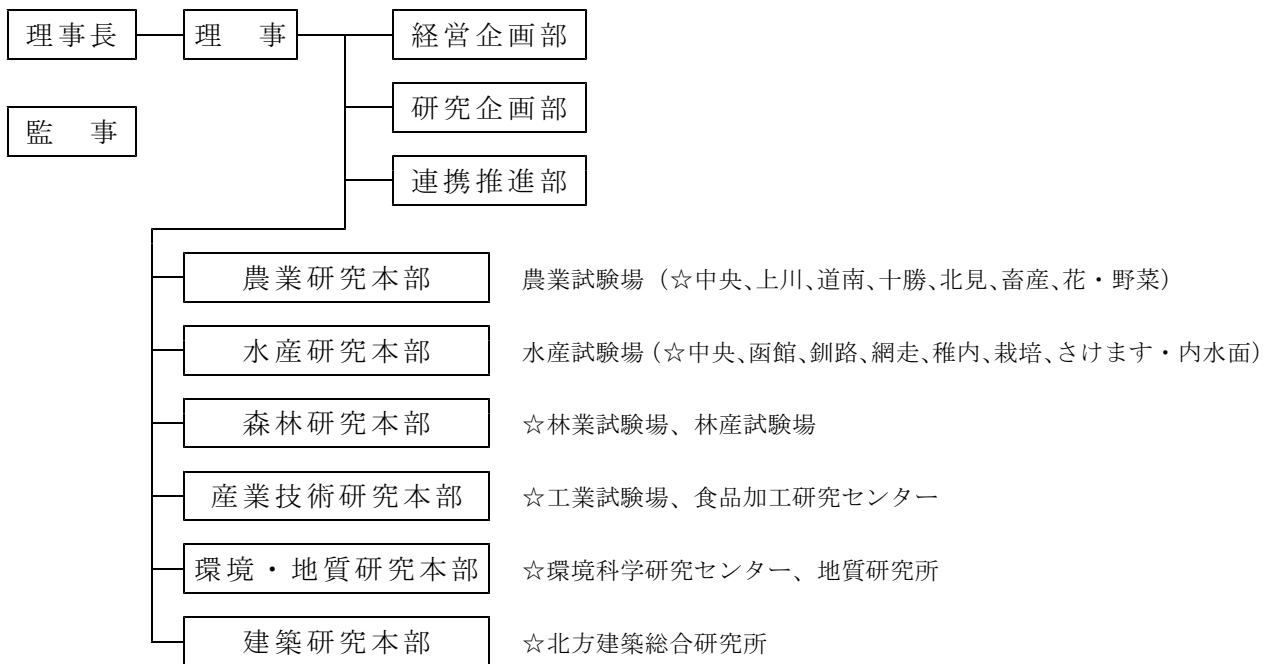 理事長 理　事 経営企画部
研究企画部
監　事
連携推進部
農業研究本部 農業試験場（☆中央、上川、道南、十勝、北見、畜産、花・野菜）
水産研究本部 水産試験場（☆中央、函館、釧路、網走、稚内、栽培、さけます・内水面）
森林研究本部 ☆林業試験場、林産試験場
産業技術研究本部 ☆工業試験場、食品加工研究センター
環境・地質研究本部 ☆環境科学研究センター、地質研究所
建築研究本部 ☆北方建築総合研究所